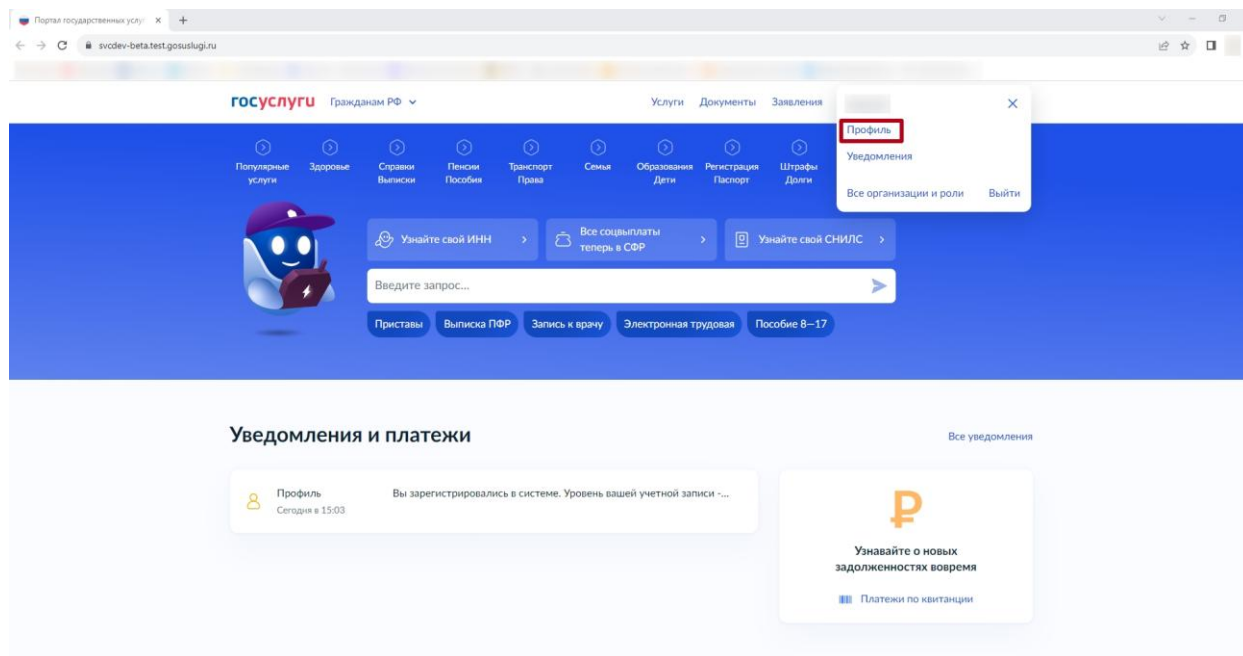 Портал государственных услуг
svcdev-beta.test.gosuslugi.ru
госуслуги Гражданам РФ
Услуги Документы Заявления
Профиль
Уведомления
Все организации и роли Выйти
Популярные услуги
Здоровье
Справки Выписки
Пенсии Пособия
Транспорт Права
Семья
Образования Дети
Регистрация Паспорт
Штрафы Долги
Узнайте свой ИНН
Все соцвыплаты
теперь в СФР
Узнайте свой СНИЛС
Введите запрос...
Приставы Выписка ПФР Запись к врачу Электронная трудовая Пособие 8–17
Уведомления и платежи
Все уведомления
Профиль
Сегодня в 15:03
Вы зарегистрировались в системе. Уровень вашей учетной записи -...
Узнавайте о новых
задолженностях вовремя
Платежи по квитанции